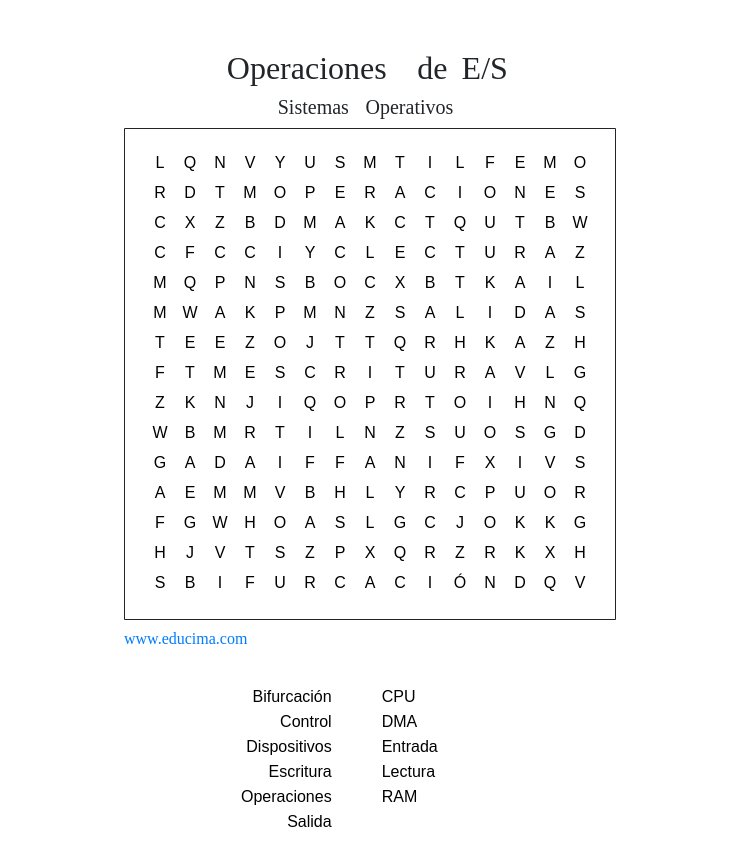 Operaciones de E/S
Sistemas Operativos
L Q N V Y U S M T I L F E M O
R D T M O P E R A C I O N E S
C X Z B D M A K C T Q U T B W
C F C C I Y C L E C T U R A Z
M Q P N S B O C X B T K A I L
M W A K P M N Z S A L I D A S
T E E Z O J T T Q R H K A Z H
F T M E S C R I T U R A V L G
Z K N J I Q O P R T O I H N Q
W B M R T I L N Z S U O S G D
G A D A I F F A N I F X I V S
A E M M V B H L Y R C P U O R
F G W H O A S L G C J O K K G
H J V T S Z P X Q R Z R K X H
S B I F U R C A C I Ó N D Q V
www.educima.com
Bifurcación CPU
Control DMA
Dispositivos Entrada
Escritura Lectura
Operaciones RAM
Salida